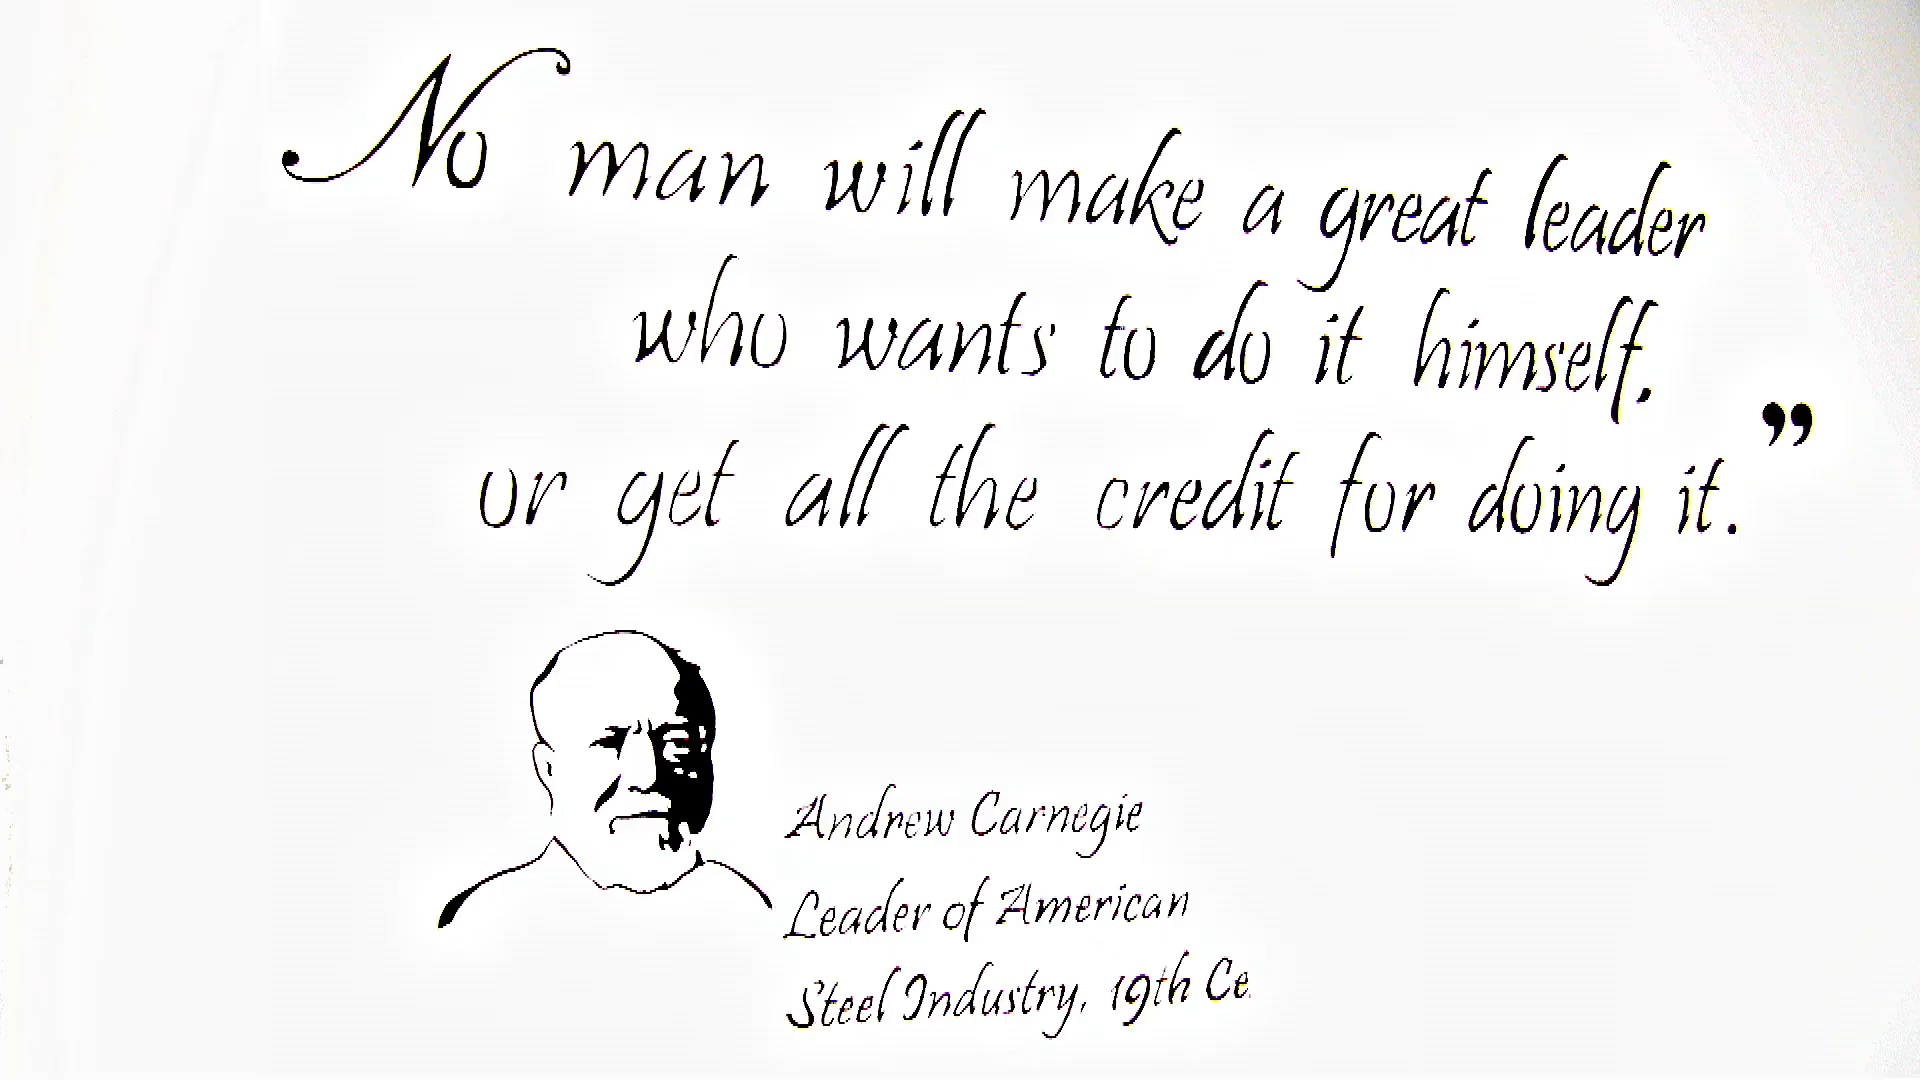 No man will make a great leader
who wants to do it himself,
or get all the credit for doing it.”
Andrew Carnegie
Leader of American
Steel Industry, 19th Ce.